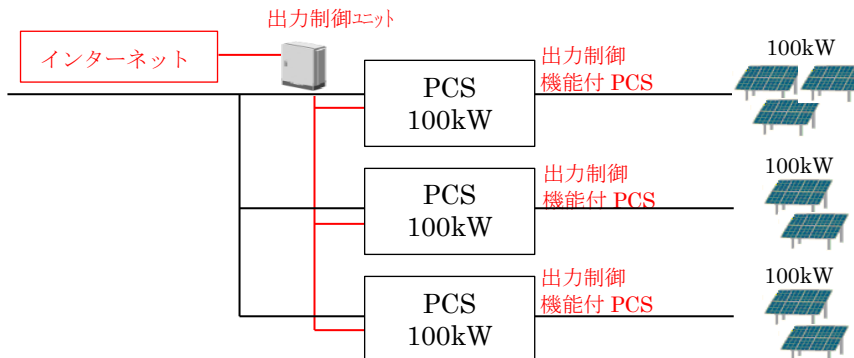 出力制御ユニット
インターネット
PCS
100kW
出力制御
機能付 PCS
100kW
PCS
100kW
出力制御
機能付 PCS
100kW
PCS
100kW
出力制御
機能付 PCS
100kW